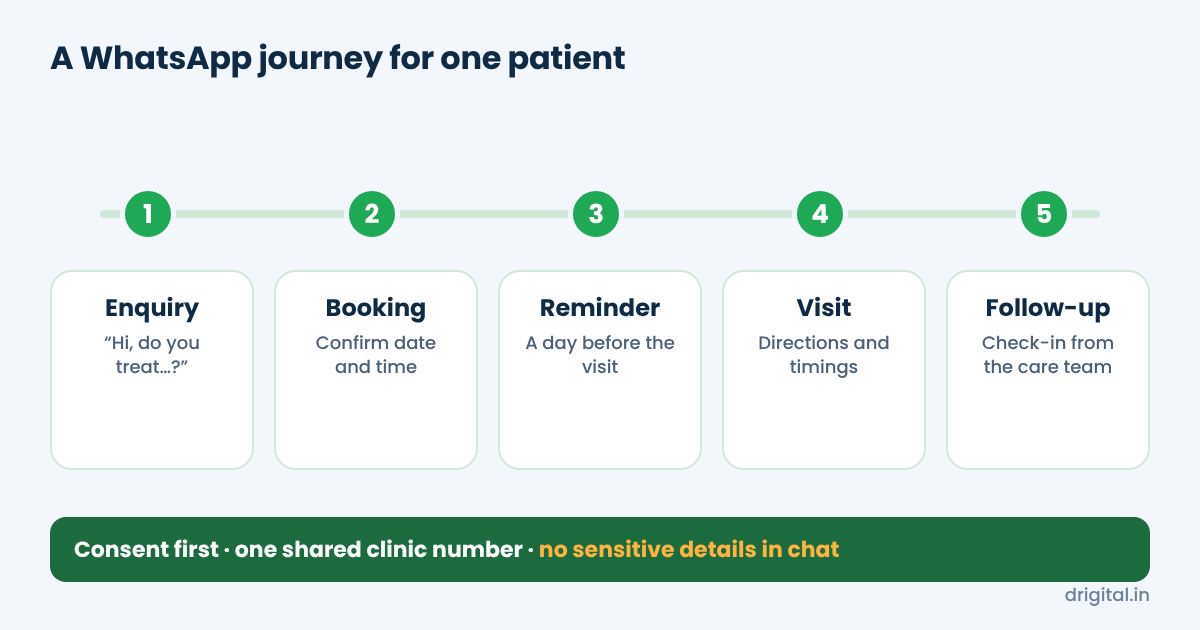 A WhatsApp journey for one patient
1
2
3
4
5
Enquiry
“Hi, do you
treat…?”
Booking
Confirm date
and time
Reminder
A day before the
visit
Visit
Directions and
timings
Follow-up
Check-in from
the care team
Consent first · one shared clinic number · no sensitive details in chat
drigital.in